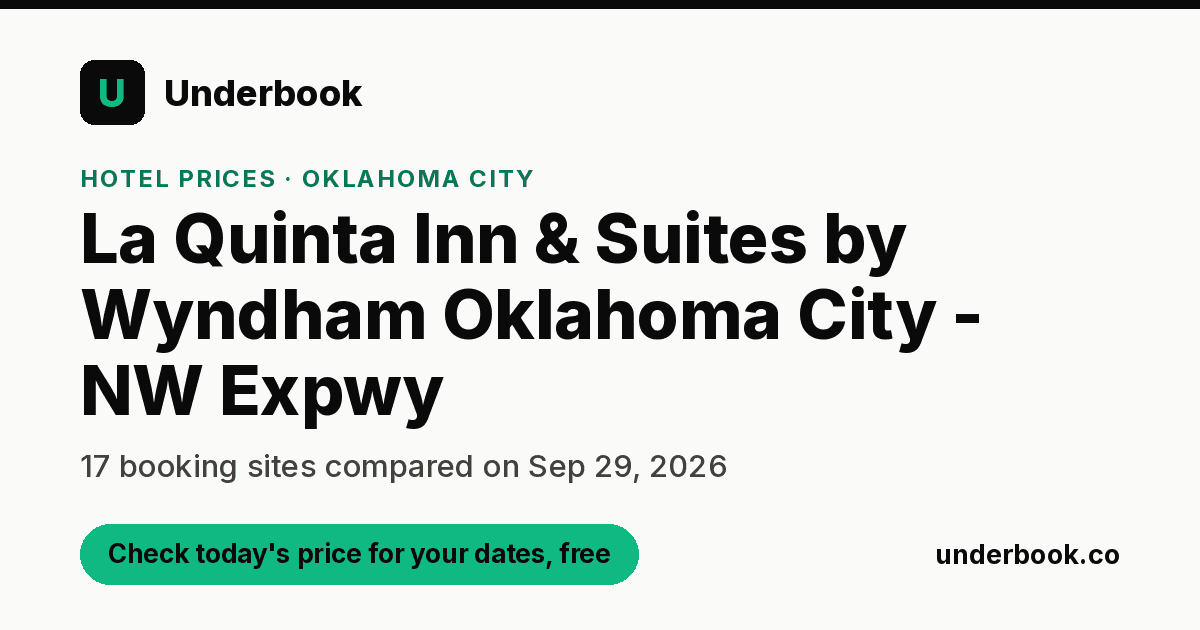 U
Underbook
HOTEL PRICES · OKLAHOMA CITY
La Quinta Inn & Suites by
Wyndham Oklahoma City -
NW Expwy
17 booking sites compared on Sep 29, 2026
Check today's price for your dates, free
underbook.co